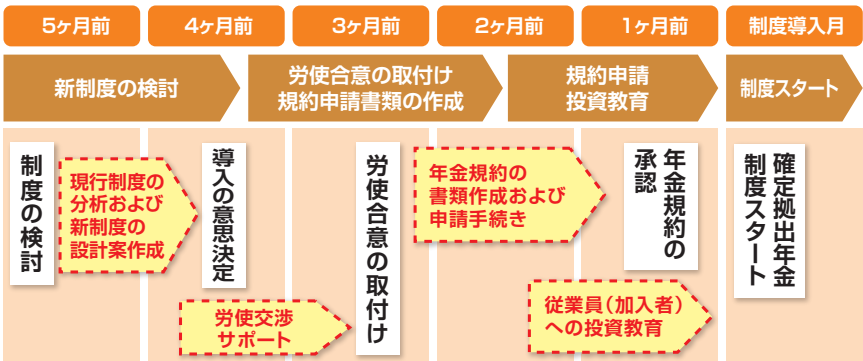 5ヶ月前
4ヶ月前
3ヶ月前
2ヶ月前
1ヶ月前
制度導入月
新制度の検討
労使合意の取付け
規約申請書類の作成
規約申請
投資教育
制度スタート
制度の検討
現行制度の
分析および
新制度の
設計案作成
導入の意思決定
労使交渉
サポート
労使合意の取付け
年金規約の
書類作成および
申請手続き
従業員(加入者)
への投資教育
年金規約の
承認
確定拠出年金
制度スタート